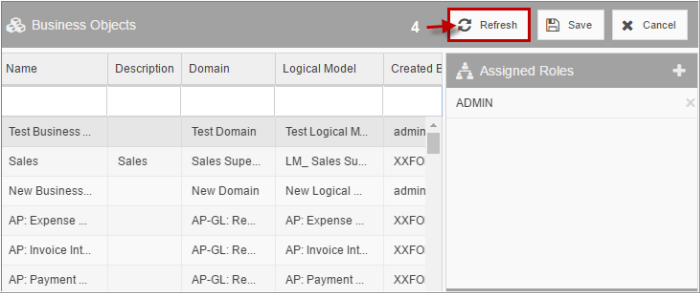 Business Objects
4
Refresh
Save
Cancel
Name Description Domain Logical Model Created B
Test Business ... Test Domain Test Logical M... admin
Sales Sales Sales Supe... LM_ Sales Su... XXFO
New Business... New Domain New Logical ... admin
AP: Expense ... AP-GL: Re... AP: Expense ... XXFO
AP: Invoice Int... AP-GL: Re... AP: Invoice Int... XXFO
AP: Payment ... AP-GL: Re... AP: Payment ... XXFO
Assigned Roles
ADMIN